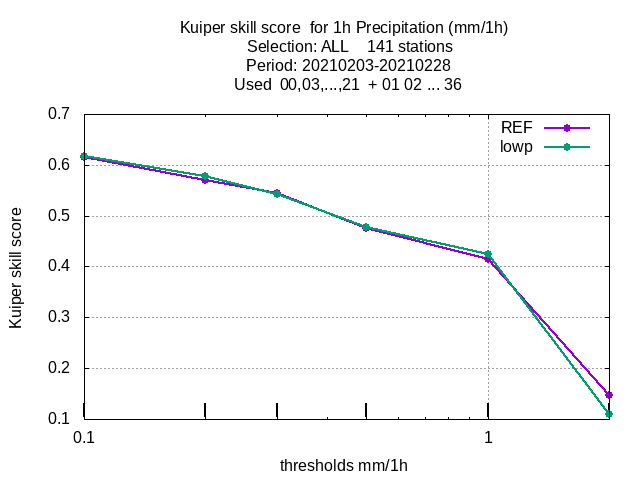 Kuiper skill score  for 1h Precipitation (mm/1h)
Selection: ALL    141 stations
Period: 20210203-20210228
Used  00,03,...,21  + 01 02 ... 36
REF
lowp
0.7
0.6
0.5
0.4
0.3
0.2
0.1
Kuiper skill score
0.1
1
thresholds mm/1h